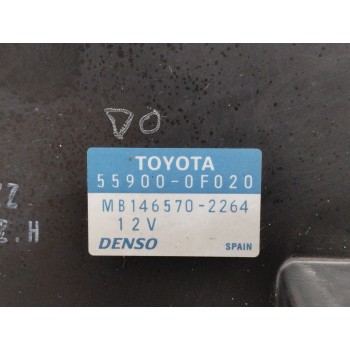 DO
TOYOTA
55900-0F020
MB146570-2264
12V
DENSO SPAIN
Z
.H